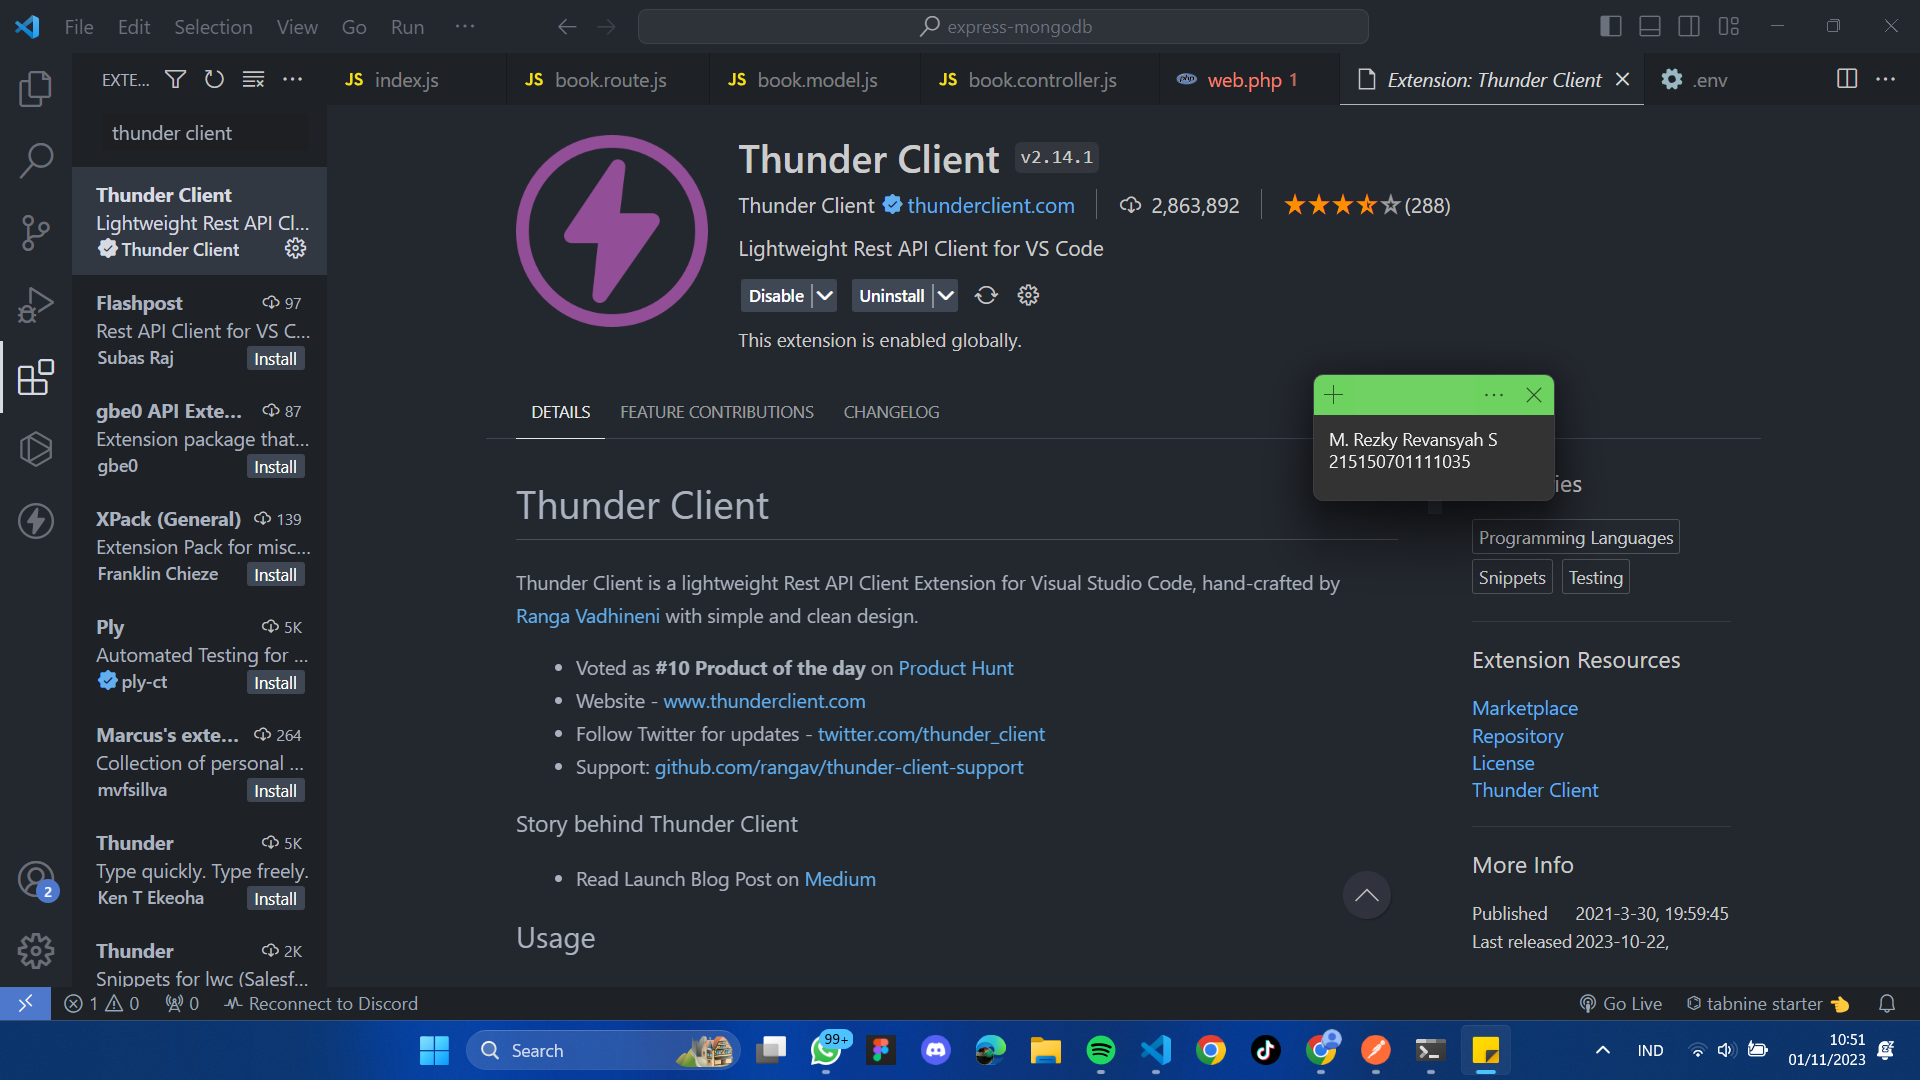 File Edit Selection View Go Run ···
express-mongodb
EXTE...
JS index.js
JS book.route.js
JS book.model.js
JS book.controller.js
php web.php 1
Extension: Thunder Client
.env
thunder client
Thunder Client
Lightweight Rest API Cl...
Thunder Client
Flashpost 97
Rest API Client for VS C...
Subas Raj Install
gbe0 API Exte... 87
Extension package that...
gbe0 Install
XPack (General) 139
Extension Pack for misc...
Franklin Chieze Install
Ply 5K
Automated Testing for ...
ply-ct Install
Marcus's exte... 264
Collection of personal ...
mvfsillva Install
Thunder 5K
Type quickly. Type freely.
Ken T Ekeoha Install
Thunder 2K
Snippets for lwc (Salesf...
Thunder Client v2.14.1
Thunder Client thunderclient.com 2,863,892 (288)
Lightweight Rest API Client for VS Code
Disable Uninstall
This extension is enabled globally.
DETAILS FEATURE CONTRIBUTIONS CHANGELOG
Thunder Client
Thunder Client is a lightweight Rest API Client Extension for Visual Studio Code, hand-crafted by
Ranga Vadhineni with simple and clean design.
• Voted as #10 Product of the day on Product Hunt
• Website - www.thunderclient.com
• Follow Twitter for updates - twitter.com/thunder_client
• Support: github.com/rangav/thunder-client-support
Story behind Thunder Client
• Read Launch Blog Post on Medium
Usage
M. Rezky Revansyah S
215150701111035
ies
Programming Languages
Snippets Testing
Extension Resources
Marketplace
Repository
License
Thunder Client
More Info
Published 2021-3-30, 19:59:45
Last released 2023-10-22,
2
1 0 0 Reconnect to Discord
Go Live tabnine starter
Search
99+
IND
10:51
01/11/2023